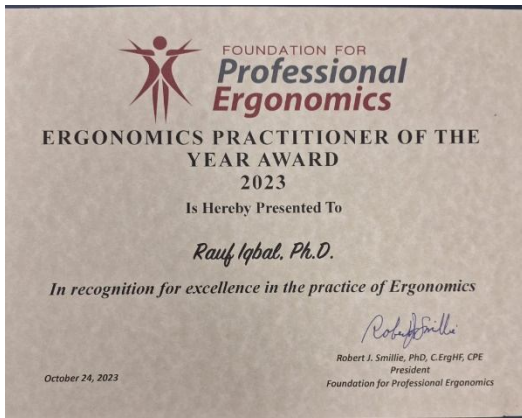 FOUNDATION FOR
Professional
Ergonomics
ERGONOMICS PRACTITIONER OF THE
YEAR AWARD
2023
Is Hereby Presented To
Rauf Iqbal, Ph.D.
In recognition for excellence in the practice of Ergonomics
Robert J Smillie
Robert J. Smillie, PhD, C.ErgHF, CPE
President
October 24, 2023
Foundation for Professional Ergonomics